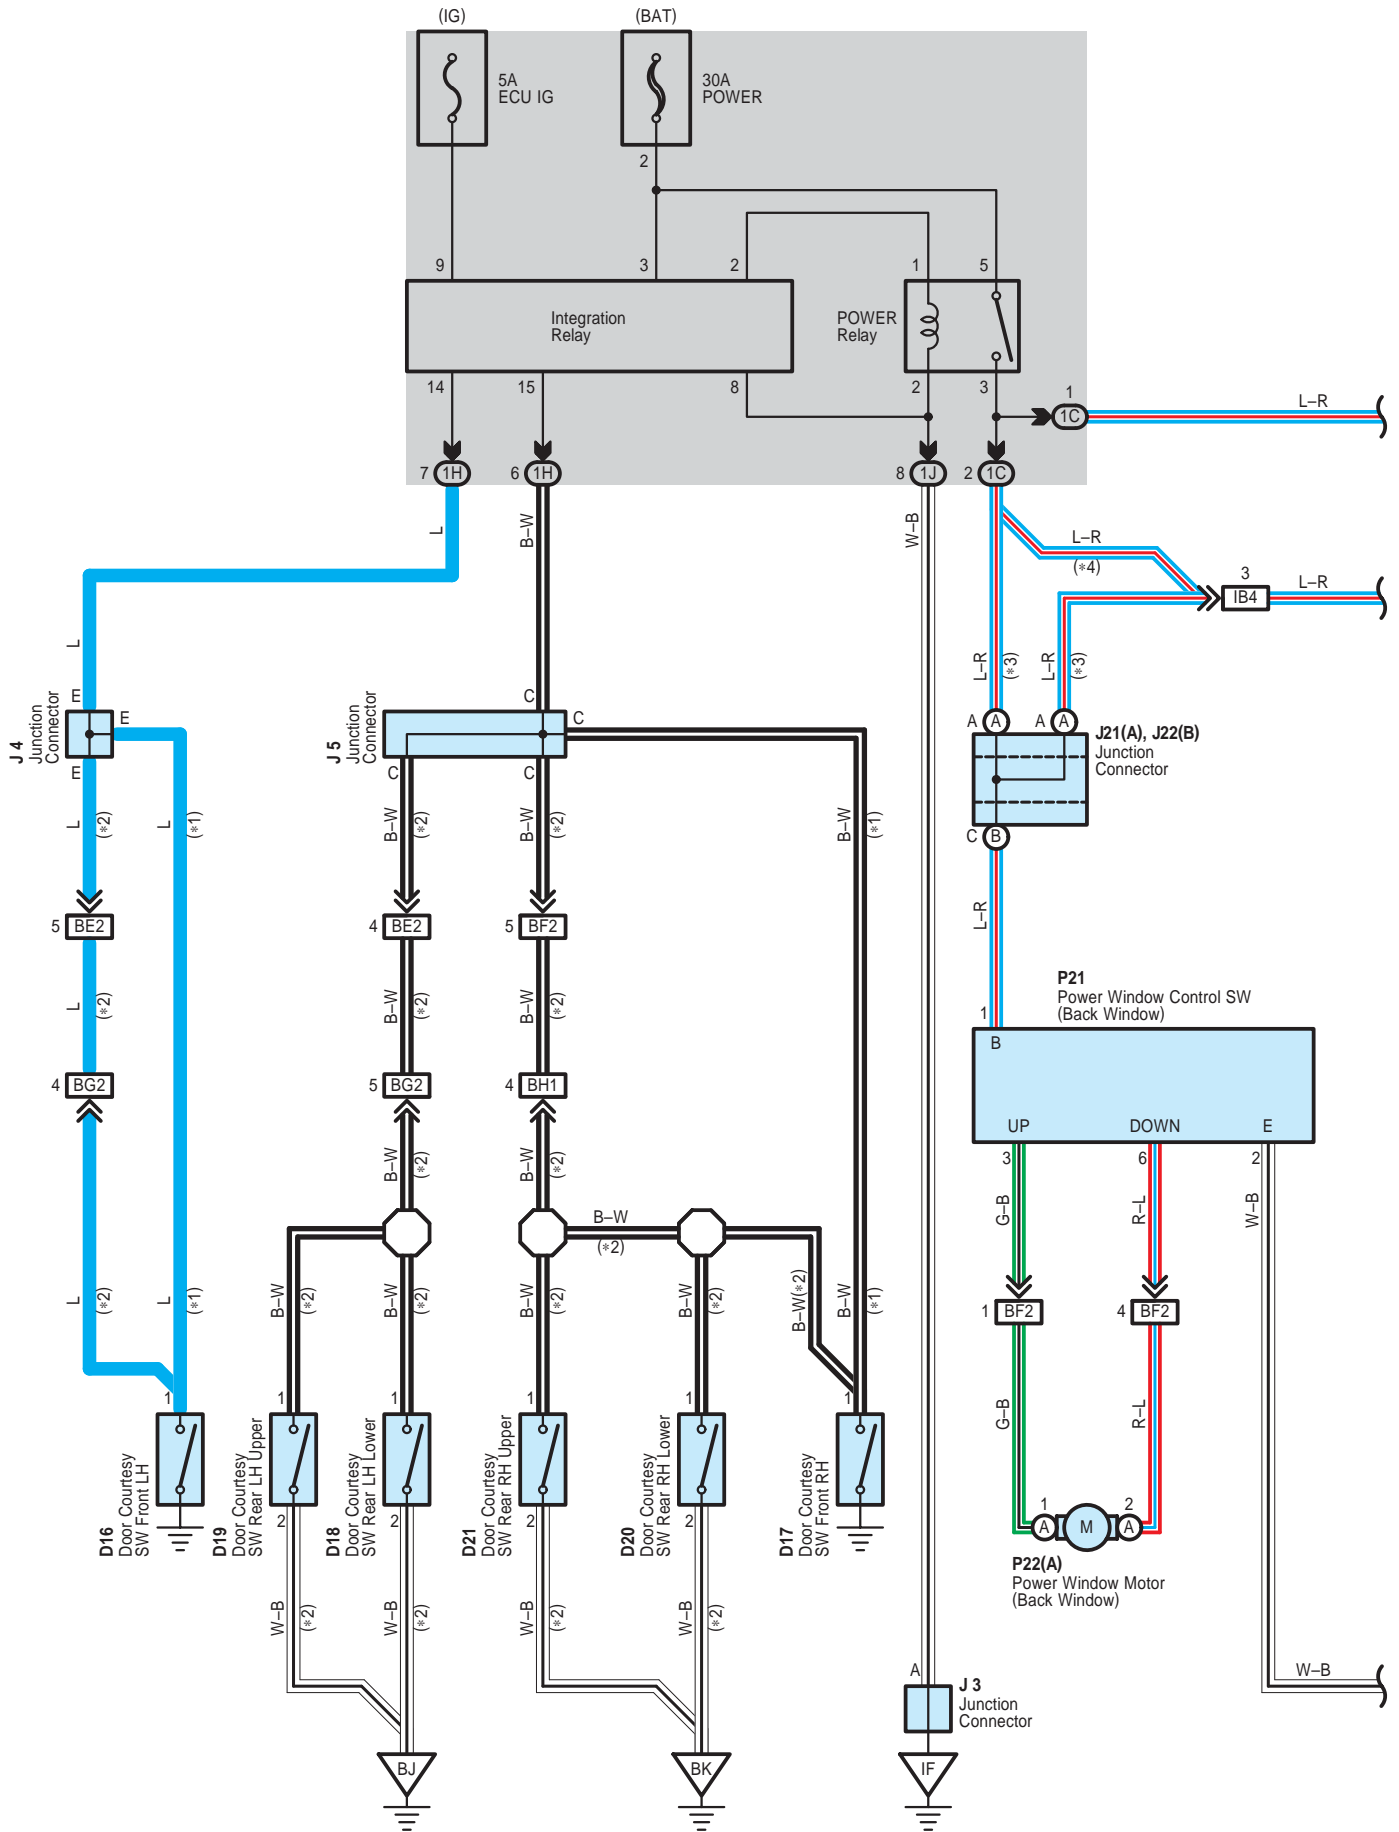 (IG)
(BAT)
5A
ECU IG
30A
POWER
2
9
3
2
1
5
Integration
Relay
POWER
Relay
14
15
8
2
3
1
1C
L–R
7
1H
6
1H
8
1J
2
1C
L
B–W
W–B
L–R
(*4)
3
IB4
L–R
L
L–R
(*3)
L–R
(*3)
E
E
E
J 4
Junction
Connector
C
C
C
C
J 5
Junction
Connector
A
A
A
A
J21(A), J22(B)
Junction
Connector
C
B
L
(*2)
L
(*1)
B–W
(*2)
B–W
(*2)
B–W
(*1)
L–R
5
BE2
4
BE2
5
BF2
L
(*2)
B–W
(*2)
B–W
(*2)
P21
Power Window Control SW
(Back Window)
1
B
4
BG2
5
BG2
4
BH1
UP
DOWN
E
3
6
2
B–W
(*2)
B–W
(*2)
G–B
R–L
W–B
B–W
(*2)
L
(*2)
L
(*1)
B–W
(*2)
B–W
(*2)
B–W
(*2)
B–W
(*2)
B–W(*2)
B–W
(*1)
1
BF2
4
BF2
1
1
1
1
1
1
G–B
R–L
D16
Door Courtesy
SW Front LH
D19
Door Courtesy
SW Rear LH Upper
D18
Door Courtesy
SW Rear LH Lower
D21
Door Courtesy
SW Rear RH Upper
D20
Door Courtesy
SW Rear RH Lower
D17
Door Courtesy
SW Front RH
2
2
2
2
1
A
M
2
A
P22(A)
Power Window Motor
(Back Window)
W–B
(*2)
W–B
(*2)
W–B
(*2)
W–B
(*2)
A
J 3
Junction
Connector
W–B
BJ
BK
IF